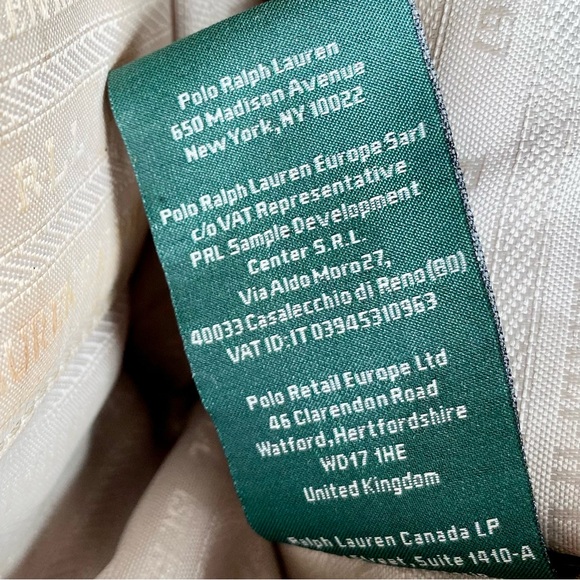 Polo Ralph Lauren
650 Madison Avenue
New York, NY 10022
Polo Ralph Lauren Europe Sarl
c/o VAT Representative
PRL Sample Development
Center S.R.L.
Via Aldo Moro27,
40033 Casalecchio di Reno (BO)
VAT ID: IT 03945310963
Polo Retail Europe Ltd
46 Clarendon Road
Watford, Hertfordshire
WD17 1HE
United Kingdom
Ralph Lauren Canada LP
,Suite 1410-A